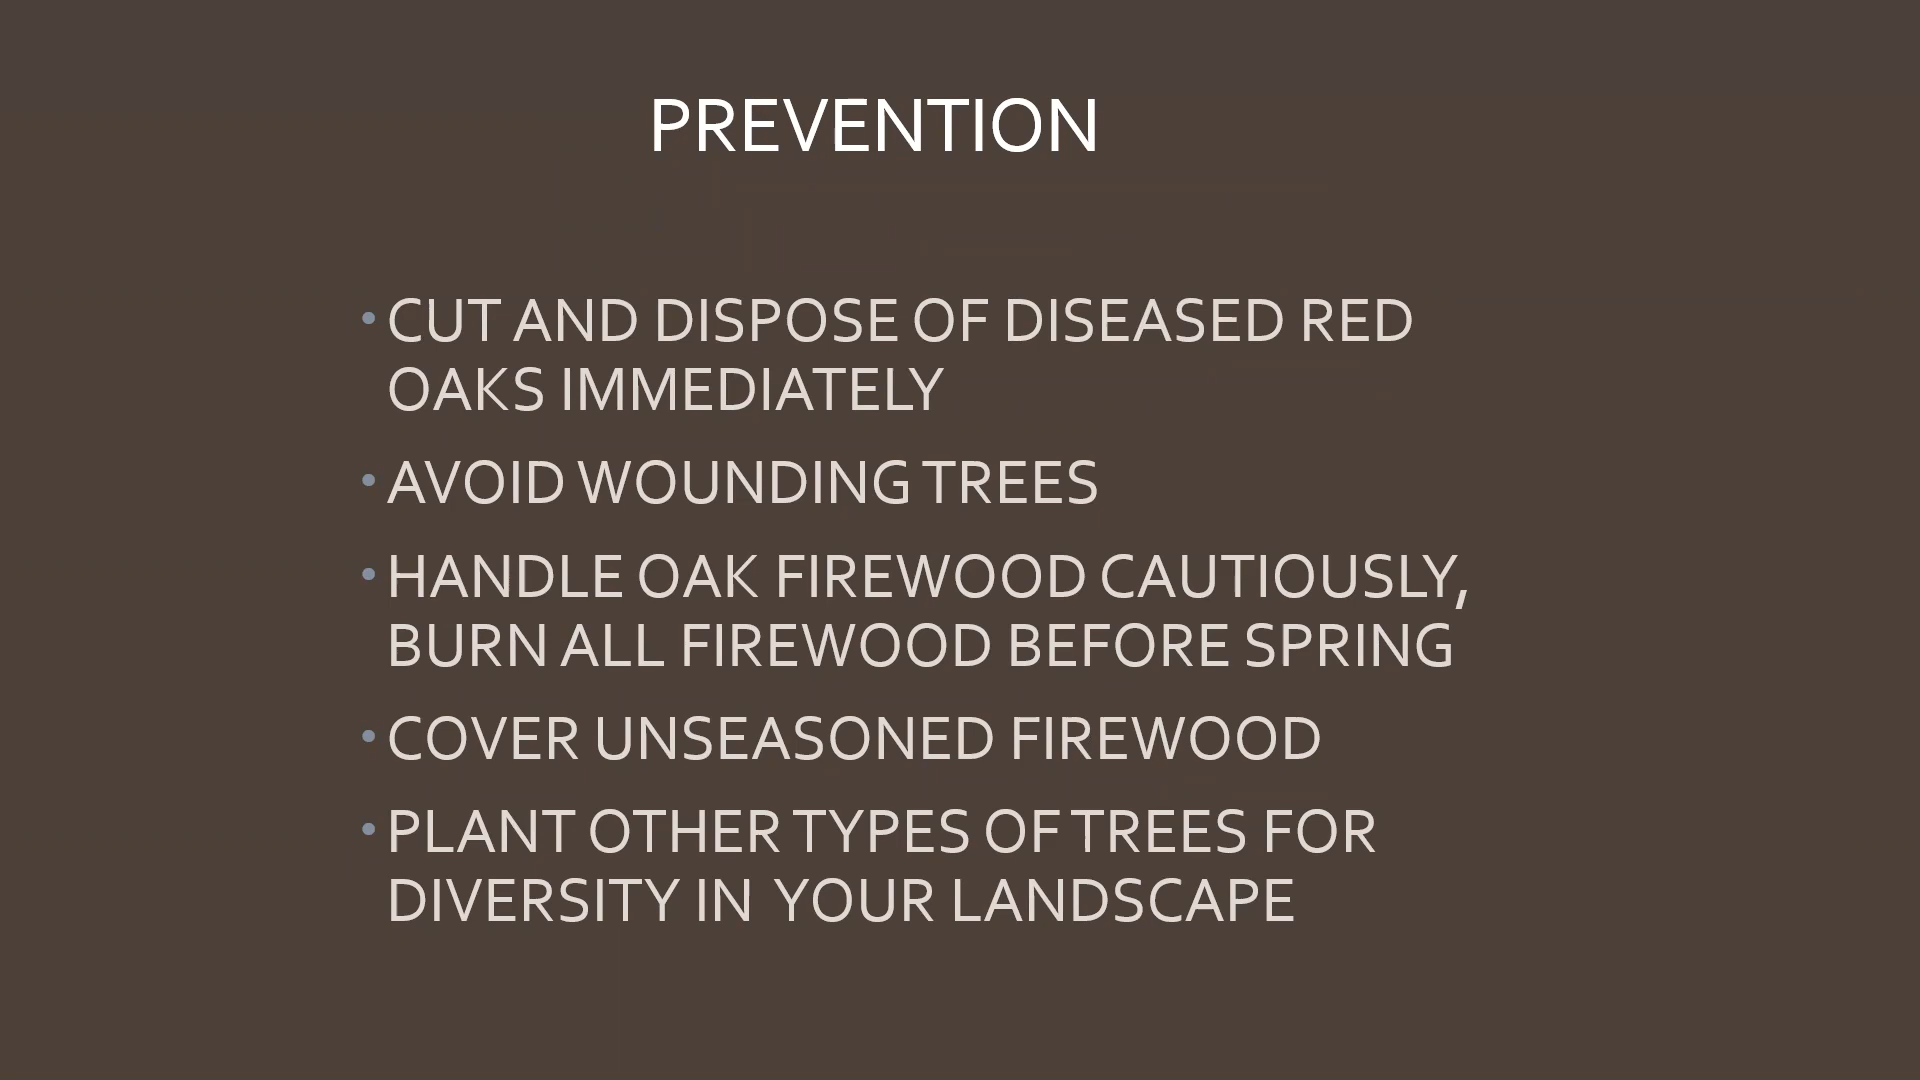 PREVENTION
• CUT AND DISPOSE OF DISEASED RED
OAKS IMMEDIATELY
• AVOID WOUNDING TREES
• HANDLE OAK FIREWOOD CAUTIOUSLY,
BURN ALL FIREWOOD BEFORE SPRING
• COVER UNSEASONED FIREWOOD
• PLANT OTHER TYPES OF TREES FOR
DIVERSITY IN YOUR LANDSCAPE